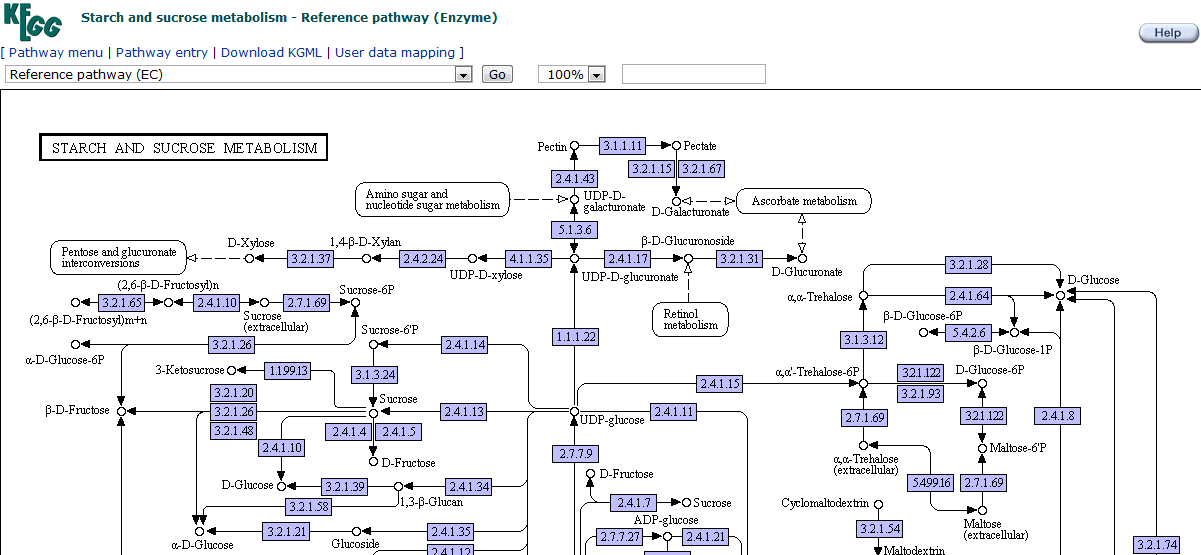 KEGG
Starch and sucrose metabolism - Reference pathway (Enzyme)
Help
[ Pathway menu | Pathway entry | Download KGML | User data mapping ]
Reference pathway (EC)
Go
100%
STARCH AND SUCROSE METABOLISM
Pectin
3.1.1.11
Pectate
3.2.1.15
3.2.1.67
2.4.1.43
Amino sugar and
nucleotide sugar metabolism
UDP-D-
galacturonate
D-Galacturonate
Ascorbate metabolism
5.1.3.6
Pentose and glucuronate
interconversions
D-Xylose
3.2.1.37
1,4-β-D-Xylan
2.4.2.24
UDP-D-xylose
4.1.1.35
UDP-D-glucuronate
2.4.1.17
β-D-Glucuronoside
3.2.1.31
D-Glucuronate
Retinol
metabolism
3.2.1.28
D-Glucose
α,α-Trehalose
2.4.1.64
β-D-Glucose-6P
5.4.2.6
β-D-Glucose-1P
(2,6-β-D-Fructosyl)n
3.2.1.65
2.4.1.10
2.7.1.69
Sucrose-6P
(2,6-β-D-Fructosyl)m+n
Sucrose
(extracellular)
1.1.1.22
3.1.3.12
α-D-Glucose-6P
3.2.1.26
Sucrose-6'P
2.4.1.14
3-Ketosucrose
1.1.99.13
3.1.3.24
α,α'-Trehalose-6P
3.2.1.122
3.2.1.93
D-Glucose-6P
2.4.1.15
3.2.1.20
3.2.1.26
3.2.1.48
Sucrose
β-D-Fructose
2.4.1.13
UDP-glucose
2.4.1.11
2.7.1.69
3.2.1.122
2.4.1.8
2.4.1.4
2.4.1.5
2.4.1.10
D-Fructose
2.7.7.9
α,α-Trehalose
(extracellular)
Maltose-6'P
D-Glucose
3.2.1.39
2.4.1.34
1,3-β-Glucan
3.2.1.58
D-Fructose
2.4.1.7
Sucrose
5.4.99.16
2.7.1.69
Cyclomaltodextrin
Maltose
(extracellular)
ADP-glucose
3.2.1.21
2.4.1.35
α-D-Glucose
Glucoside
2.4.1.12
2.7.7.27
2.4.1.21
3.2.1.54
Maltodextrin
3.2.1.74